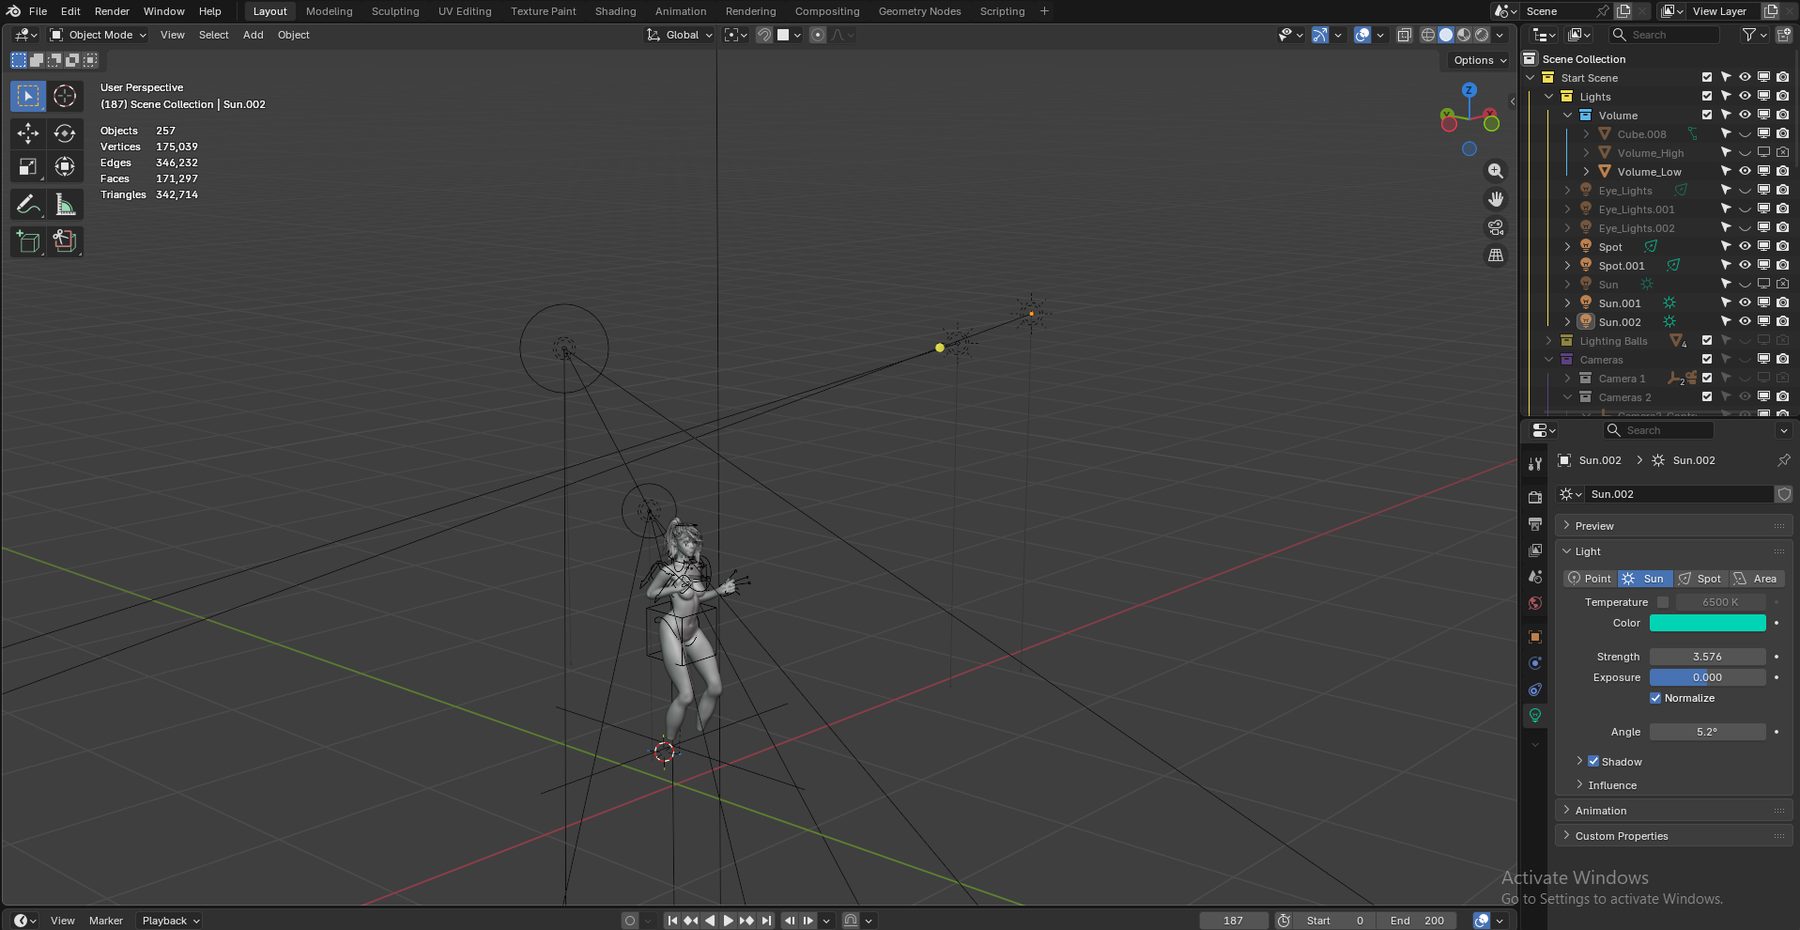 File Edit Render Window Help Layout Modeling Sculpting UV Editing Texture Paint Shading Animation Rendering Compositing Geometry Nodes Scripting + Scene View Layer
Object Mode View Select Add Object Global Search
Options
User Perspective
(187) Scene Collection | Sun.002
Objects 257
Vertices 175,039
Edges 346,232
Faces 171,297
Triangles 342,714
Z
Scene Collection
Start Scene
Lights
Volume
Cube.008
Volume_High
Volume_Low
Eye_Lights
Eye_Lights.001
Eye_Lights.002
Spot
Spot.001
Sun
Sun.001
Sun.002
Lighting Balls 4
Cameras
Camera 1 2
Cameras 2
Search
Sun.002 > Sun.002
Sun.002
Preview
Light
Point Sun Spot Area
Temperature 6500 K
Color
Strength 3.576
Exposure 0.000
Normalize
Angle 5.2°
Shadow
Influence
Animation
Custom Properties
Activate Windows
Go to Settings to activate Windows.
View Marker Playback 187 Start 0 End 200